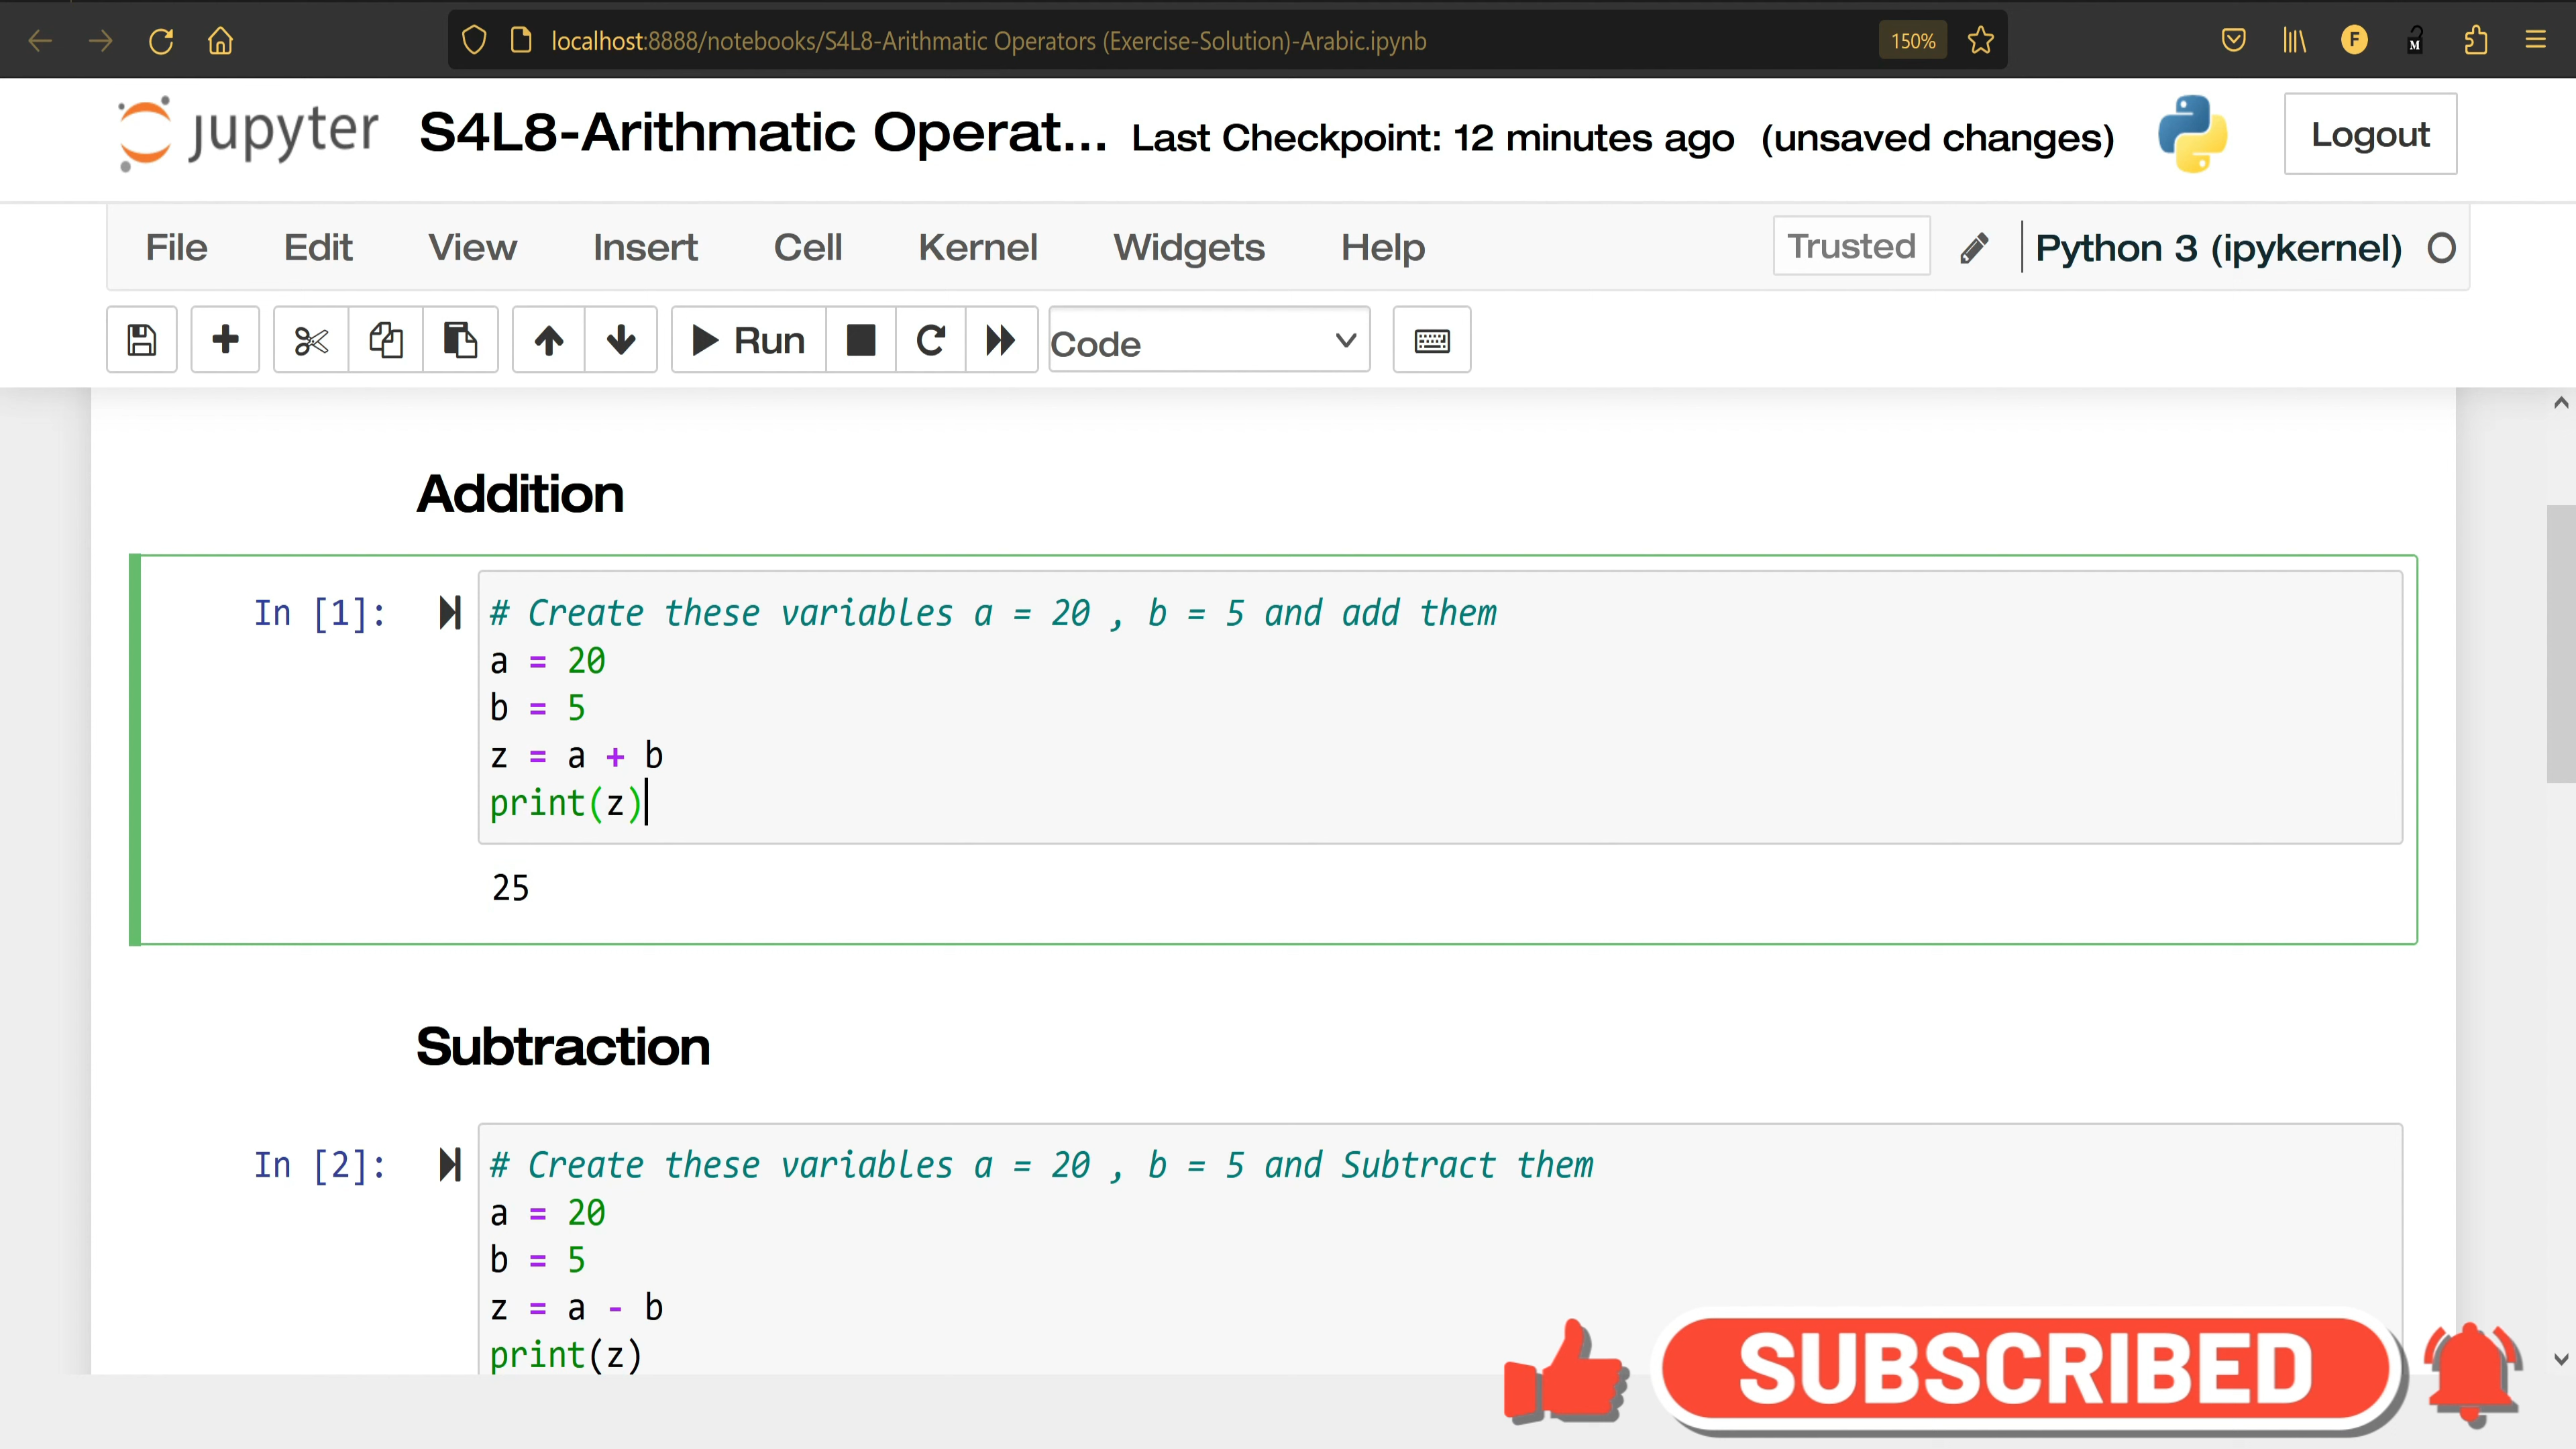 localhost:8888/notebooks/S4L8-Arithmatic Operators (Exercise-Solution)-Arabic.ipynb
150%
F
M
jupyter
S4L8-Arithmatic Operat...
Last Checkpoint: 12 minutes ago (unsaved changes)
Logout
File
Edit
View
Insert
Cell
Kernel
Widgets
Help
Trusted
Python 3 (ipykernel)
Run
Code
Addition
In [1]:
# Create these variables a = 20 , b = 5 and add them
a = 20
b = 5
z = a + b
print(z)
25
Subtraction
In [2]:
# Create these variables a = 20 , b = 5 and Subtract them
a = 20
b = 5
z = a - b
print(z)
SUBSCRIBED